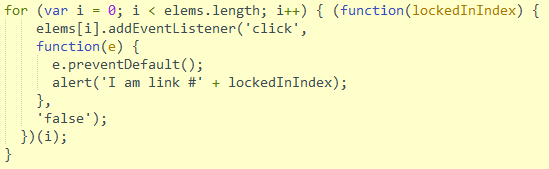 for (var i = 0; i < elems.length; i++) { (function(lockedInIndex) {
    elems[i].addEventListener('click',
    function(e) {
      e.preventDefault();
      alert('I am link #' + lockedInIndex);
    },
    'false');
  })(i);
}